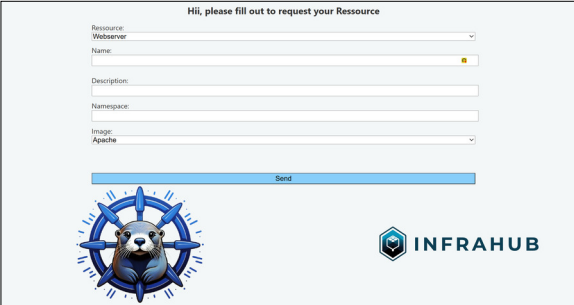 Hii, please fill out to request your Ressource
Ressource:
Webserver
Name:
Description:
Namespace:
Image:
Apache
Send
INFRAHUB